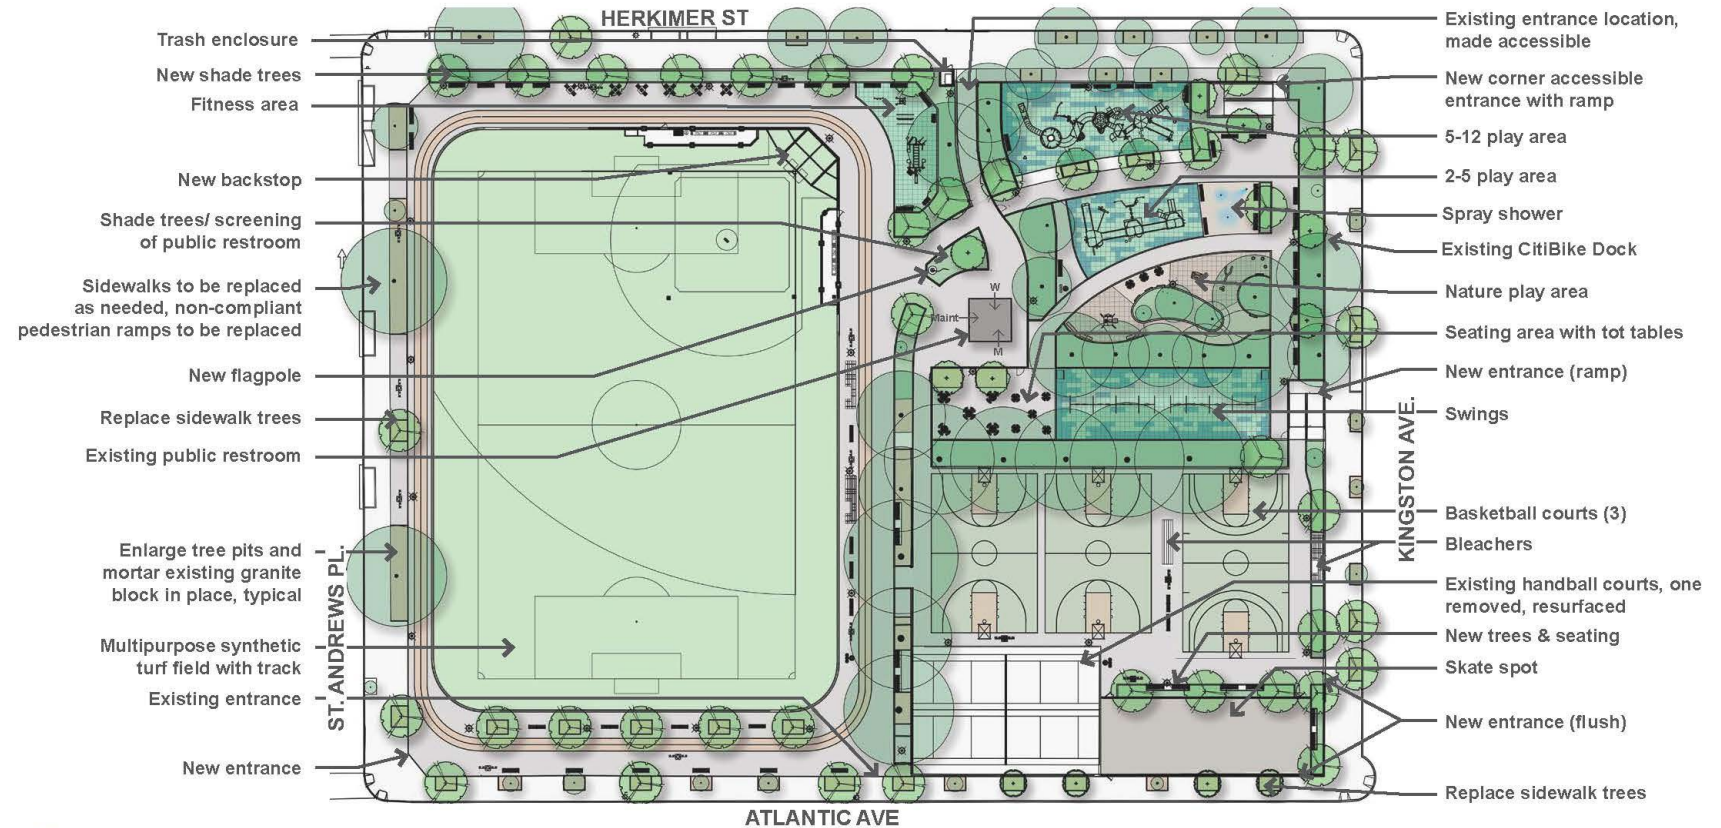 HERKIMER ST
Trash enclosure
New shade trees
Fitness area
New backstop
Shade trees/ screening
of public restroom
Sidewalks to be replaced
as needed, non-compliant
pedestrian ramps to be replaced
New flagpole
Replace sidewalk trees
Existing public restroom
Enlarge tree pits and
mortar existing granite
block in place, typical
Multipurpose synthetic
turf field with track
Existing entrance
New entrance
ST. ANDREWS PL.
W
Maint
M
Existing entrance location,
made accessible
New corner accessible
entrance with ramp
5-12 play area
2-5 play area
Spray shower
Existing CitiBike Dock
Nature play area
Seating area with tot tables
New entrance (ramp)
Swings
KINGSTON AVE.
Basketball courts (3)
Bleachers
Existing handball courts, one
removed, resurfaced
New trees & seating
Skate spot
New entrance (flush)
Replace sidewalk trees
ATLANTIC AVE